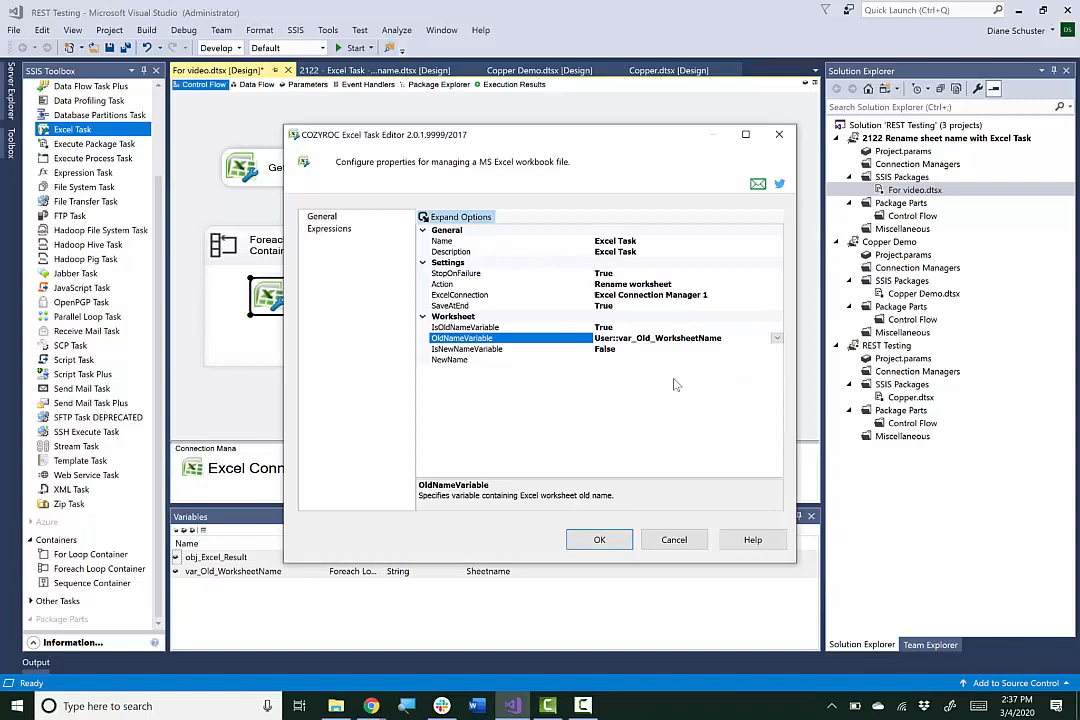 REST Testing - Microsoft Visual Studio (Administrator)
Quick Launch (Ctrl+Q)
File Edit View Project Build Debug Team Format SSIS Tools Test Analyze Window Help
Diane Schuster DS
Develop Default Start
Server Explorer
Toolbox
SSIS Toolbox
Data Flow Task Plus
Data Profiling Task
Database Partitions Task
Excel Task
Execute Package Task
Execute Process Task
Expression Task
File System Task
File Transfer Task
FTP Task
Hadoop File System Task
Hadoop Hive Task
Hadoop Pig Task
Jabber Task
JavaScript Task
OpenPGP Task
Parallel Loop Task
Receive Mail Task
SCP Task
Script Task
Script Task Plus
Send Mail Task
Send Mail Task Plus
SFTP Task DEPRECATED
SSH Execute Task
Stream Task
Template Task
Web Service Task
XML Task
Zip Task
Azure
Containers
For Loop Container
Foreach Loop Container
Sequence Container
Other Tasks
Package Parts
Information...
For video.dtsx [Design]* 2122 - Excel Task -...name.dtsx [Design] Copper Demo.dtsx [Design] Copper.dtsx [Design]
Control Flow Data Flow Parameters Event Handlers Package Explorer Execution Results
Get
Foreac
Contain
Connection Mana
Excel Conn
Variables
Name
obj_Excel_Result
var_Old_WorksheetName Foreach Lo... String Sheetname
COZYROC Excel Task Editor 2.0.1.9999/2017
Configure properties for managing a MS Excel workbook file.
General
Expressions
Expand Options
General
Name Excel Task
Description Excel Task
Settings
StopOnFailure True
Action Rename worksheet
ExcelConnection Excel Connection Manager 1
SaveAtEnd True
Worksheet
IsOldNameVariable True
OldNameVariable User::var_Old_WorksheetName
IsNewNameVariable False
NewName
OldNameVariable
Specifies variable containing Excel worksheet old name.
OK Cancel Help
Solution Explorer
Search Solution Explorer (Ctrl+;)
Solution 'REST Testing' (3 projects)
2122 Rename sheet name with Excel Task
Project.params
Connection Managers
SSIS Packages
For video.dtsx
Package Parts
Control Flow
Miscellaneous
Copper Demo
Project.params
Connection Managers
SSIS Packages
Copper Demo.dtsx
Package Parts
Control Flow
Miscellaneous
REST Testing
Project.params
Connection Managers
SSIS Packages
Copper.dtsx
Package Parts
Control Flow
Miscellaneous
Solution Explorer Team Explorer
Output
Ready
Add to Source Control
Type here to search
2:37 PM
3/4/2020